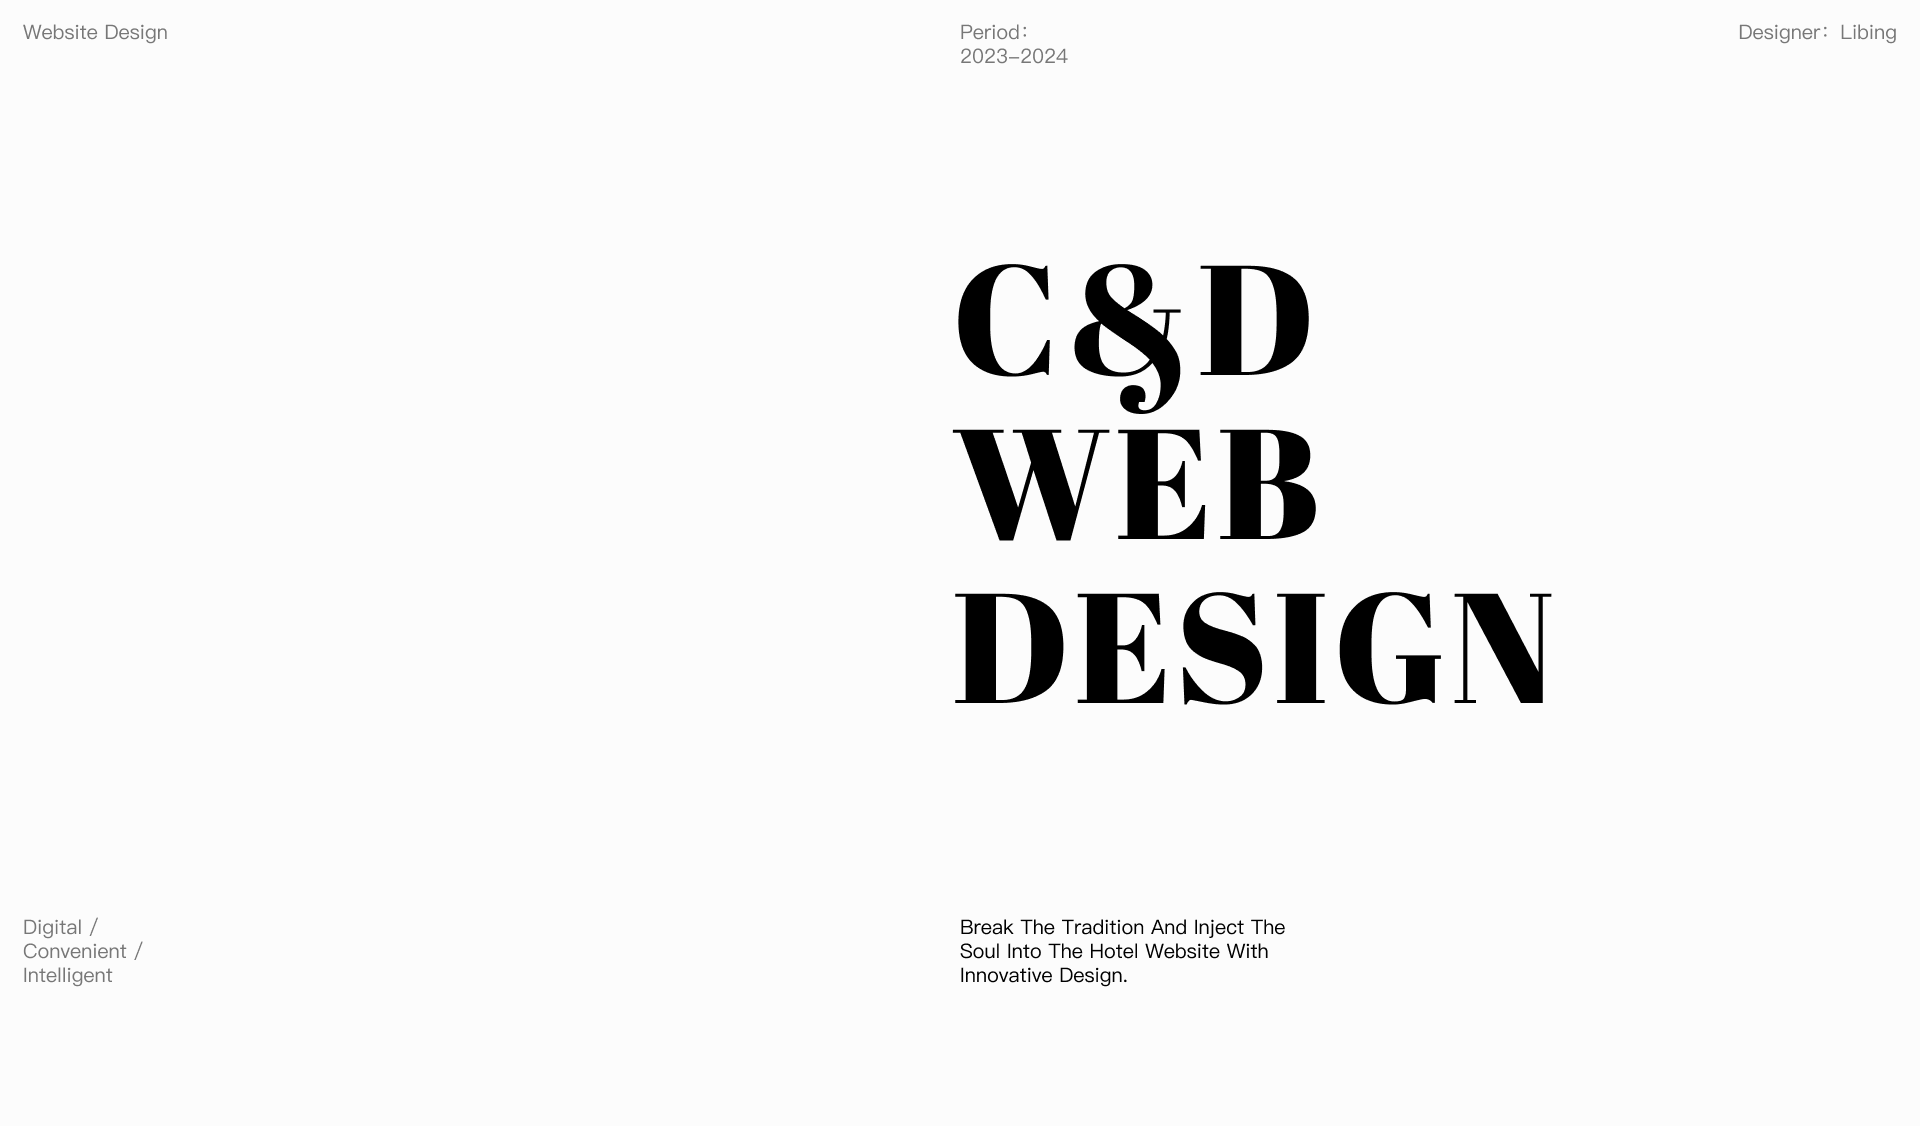 Website Design
Period：
2023–2024
Designer：Libing
C&D
WEB
DESIGN
Digital /
Convenient /
Intelligent
Break The Tradition And Inject The
Soul Into The Hotel Website With
Innovative Design.